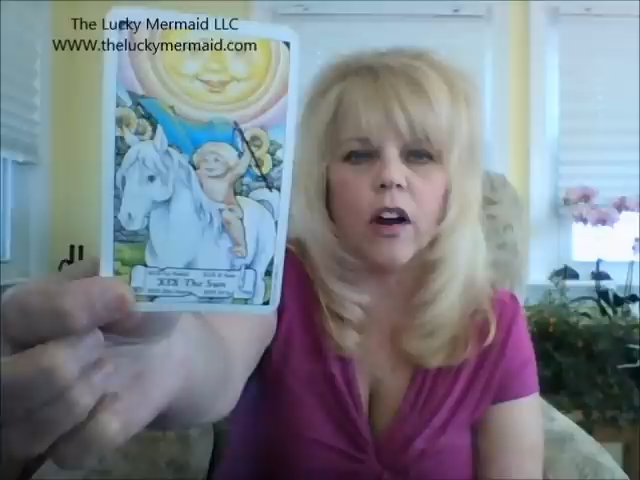 The Lucky Mermaid LLC
WWW.theluckymermaid.com
XIX The Sun